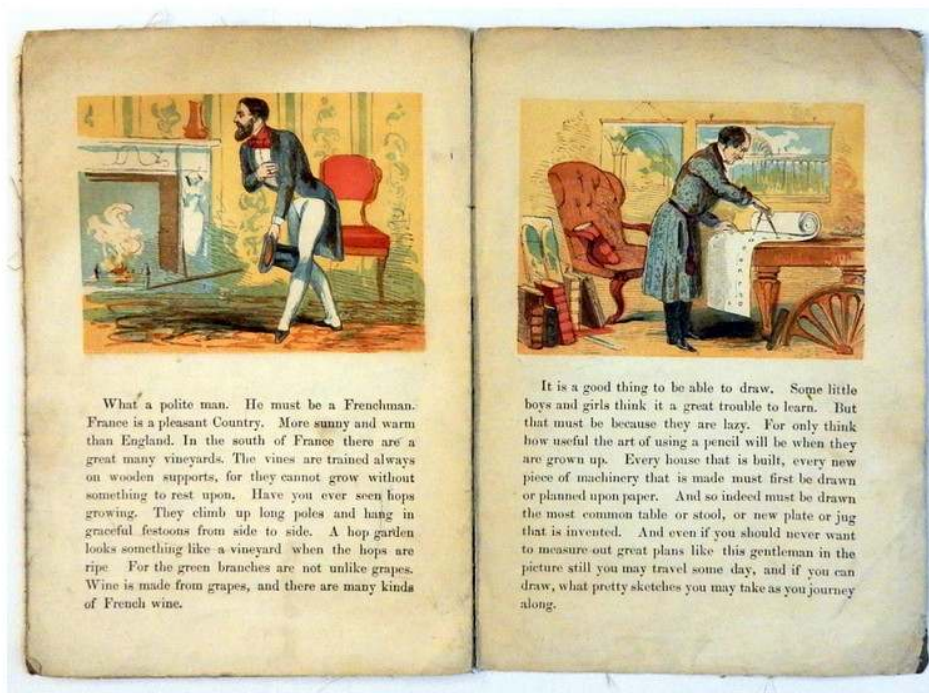 What a polite man. He must be a Frenchman.
France is a pleasant Country. More sunny and warm
than England. In the south of France there are a
great many vineyards. The vines are trained always
on wooden supports, for they cannot grow without
something to rest upon. Have you ever seen hops
growing. They climb up long poles and hang in
graceful festoons from side to side. A hop garden
looks something like a vineyard when the hops are
ripe For the green branches are not unlike grapes.
Wine is made from grapes, and there are many kinds
of French wine.
It is a good thing to be able to draw. Some little
boys and girls think it a great trouble to learn. But
that must be because they are lazy. For only think
how useful the art of using a pencil will be when they
are grown up. Every house that is built, every new
piece of machinery that is made must first be drawn
or planned upon paper. And so indeed must be drawn
the most common table or stool, or new plate or jug
that is invented. And even if you should never want
to measure out great plans like this gentleman in the
picture still you may travel some day, and if you can
draw, what pretty sketches you may take as you journey
along.